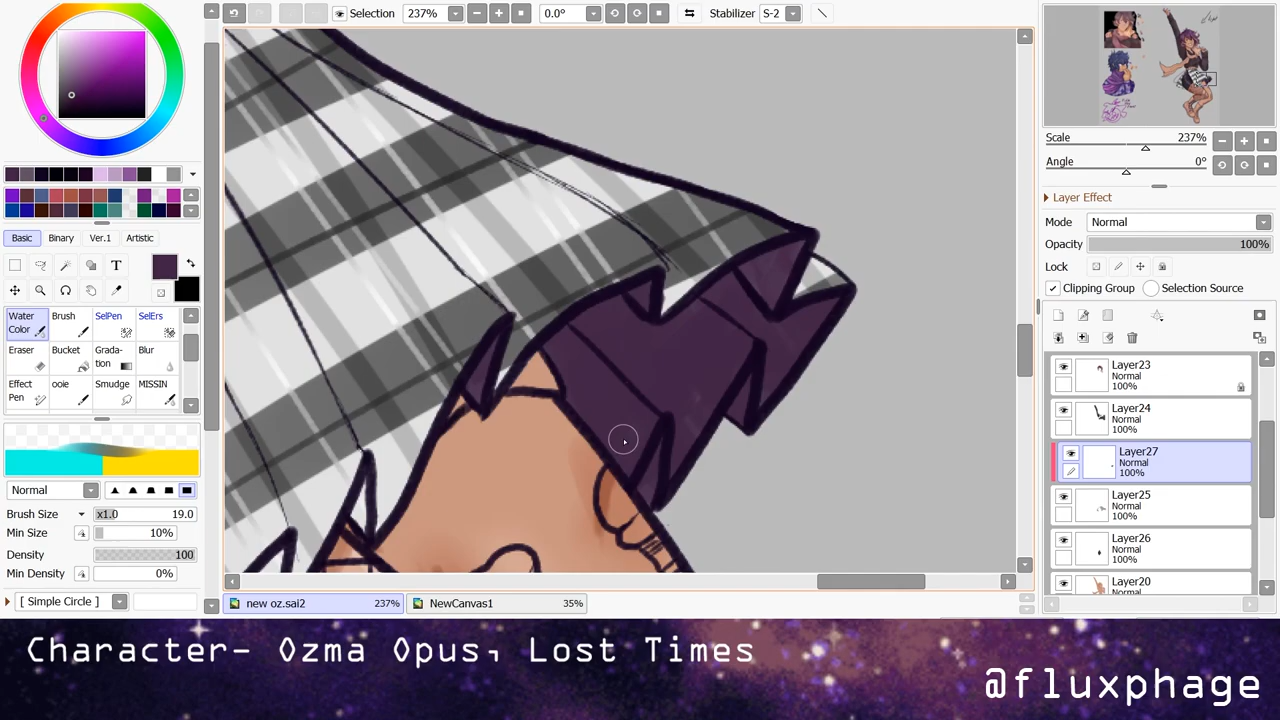 Selection 237% 0.0° Stabilizer S-2
Scale 237%
Angle 0°
Layer Effect
Mode Normal
Opacity 100%
Lock
Clipping Group Selection Source
Basic Binary Ver.1 Artistic
T
Water Color Brush SelPen SelErs
Eraser Bucket Grada-tion Blur
Effect Pen ooie Smudge MISSIN
Normal
Brush Size x1.0 19.0
Min Size 10%
Density 100
Min Density 0%
[ Simple Circle ]
Layer23
Normal
100%
Layer24
Normal
100%
Layer27
Normal
100%
Layer25
Normal
100%
Layer26
Normal
100%
Layer20
Normal
new oz.sai2 237% NewCanvas1 35%
Character- Ozma Opus, Lost Times
@fluxphage